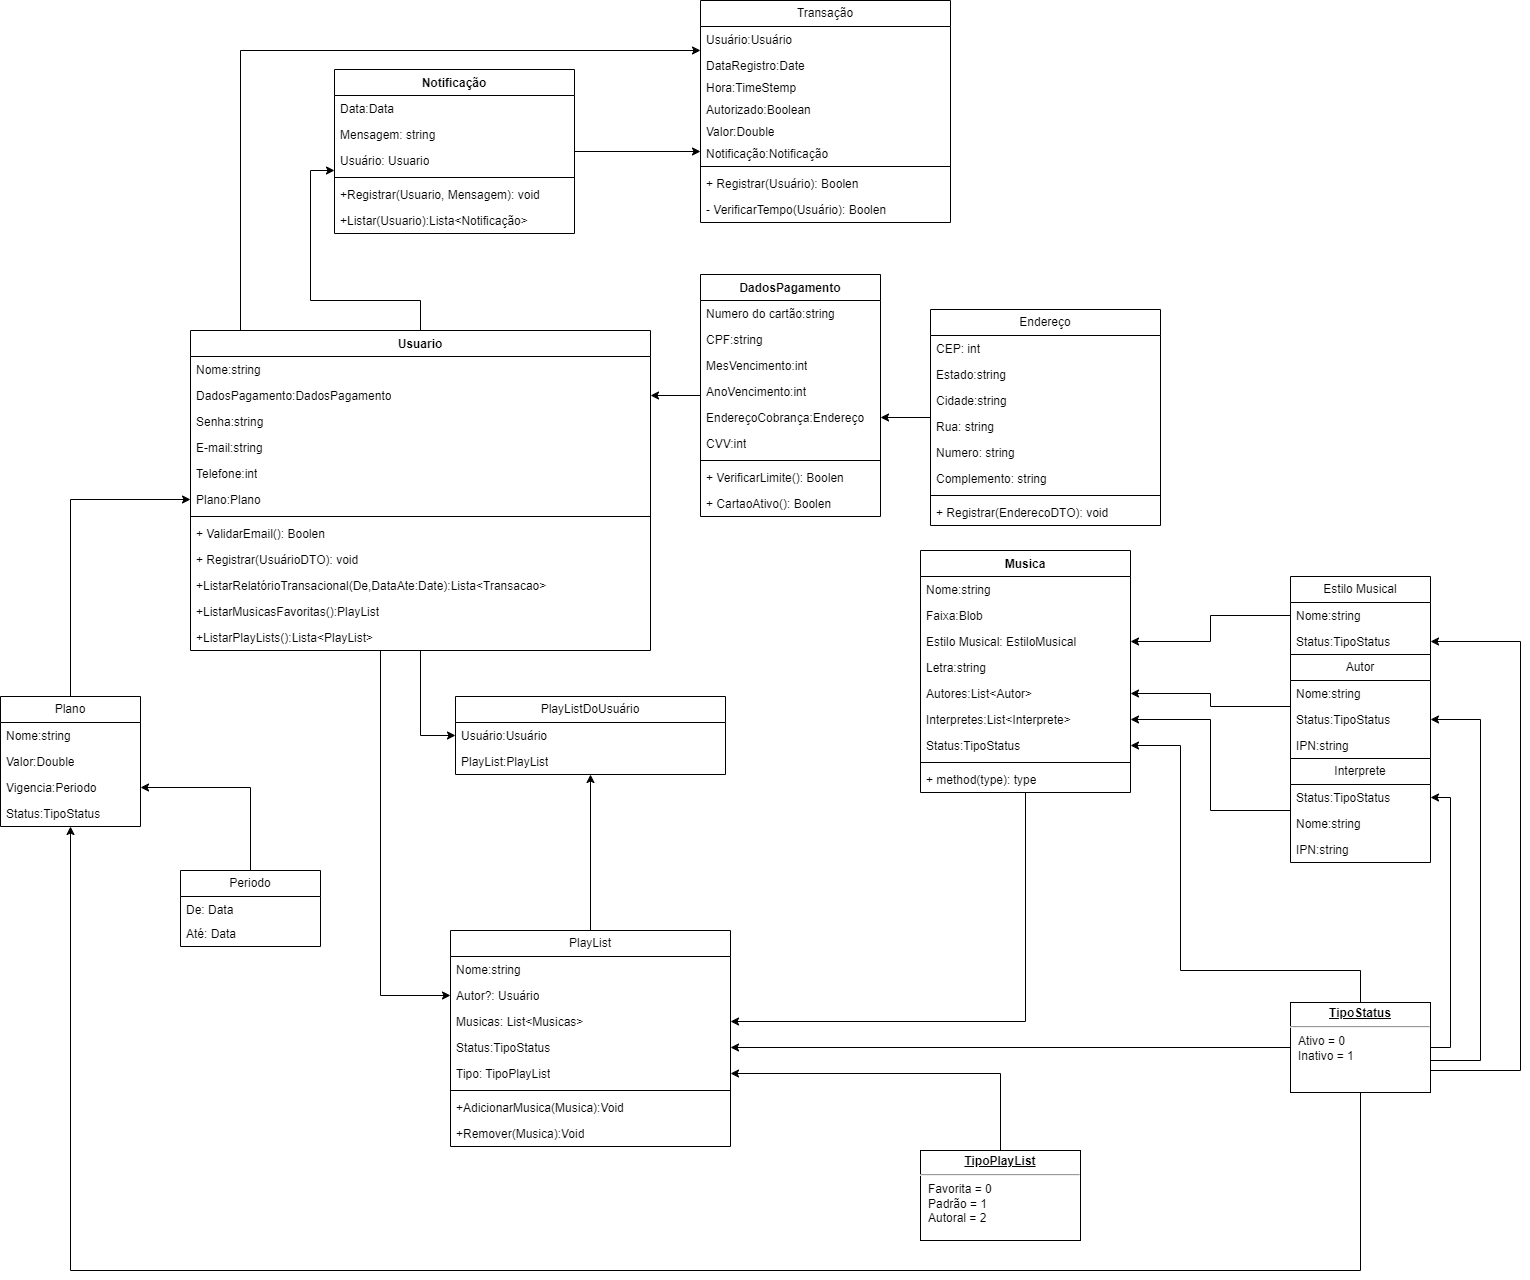 Transação
Usuário:Usuário
DataRegistro:Date
Hora:TimeStemp
Autorizado:Boolean
Valor:Double
Notificação:Notificação
+ Registrar(Usuário): Boolen
- VerificarTempo(Usuário): Boolen
Notificação
Data:Data
Mensagem: string
Usuário: Usuario
+Registrar(Usuario, Mensagem): void
+Listar(Usuario):Lista<Notificação>
DadosPagamento
Numero do cartão:string
CPF:string
MesVencimento:int
AnoVencimento:int
EndereçoCobrança:Endereço
CVV:int
+ VerificarLimite(): Boolen
+ CartaoAtivo(): Boolen
Endereço
CEP: int
Estado:string
Cidade:string
Rua: string
Numero: string
Complemento: string
+ Registrar(EnderecoDTO): void
Usuario
Nome:string
DadosPagamento:DadosPagamento
Senha:string
E-mail:string
Telefone:int
Plano:Plano
+ ValidarEmail(): Boolen
+ Registrar(UsuárioDTO): void
+ListarRelatórioTransacional(De,DataAte:Date):Lista<Transacao>
+ListarMusicasFavoritas():PlayList
+ListarPlayLists():Lista<PlayList>
Musica
Nome:string
Faixa:Blob
Estilo Musical: EstiloMusical
Letra:string
Autores:List<Autor>
Interpretes:List<Interprete>
Status:TipoStatus
+ method(type): type
Estilo Musical
Nome:string
Status:TipoStatus
Autor
Nome:string
Status:TipoStatus
IPN:string
Interprete
Status:TipoStatus
Nome:string
IPN:string
Plano
Nome:string
Valor:Double
Vigencia:Periodo
Status:TipoStatus
PlayListDoUsuário
Usuário:Usuário
PlayList:PlayList
Periodo
De: Data
Até: Data
PlayList
Nome:string
Autor?: Usuário
Musicas: List<Musicas>
Status:TipoStatus
Tipo: TipoPlayList
+AdicionarMusica(Musica):Void
+Remover(Musica):Void
TipoStatus
Ativo = 0
Inativo = 1
TipoPlayList
Favorita = 0
Padrão = 1
Autoral = 2